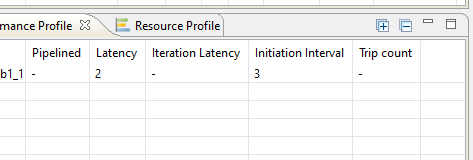 mance Profile Resource Profile
Pipelined Latency Iteration Latency Initiation Interval Trip count
b1_1 - 2 - 3 -